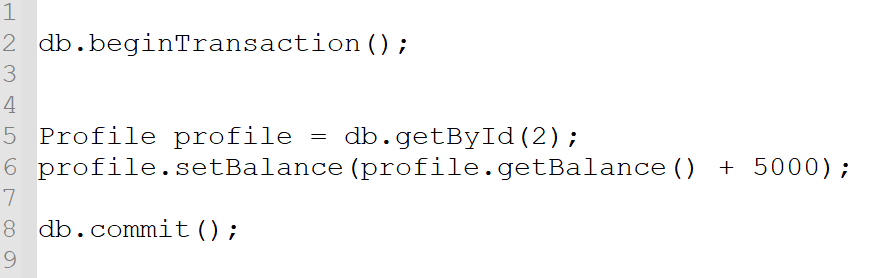 1
2 db.beginTransaction();
3
4
5 Profile profile = db.getById(2);
6 profile.setBalance(profile.getBalance() + 5000);
7
8 db.commit();
9